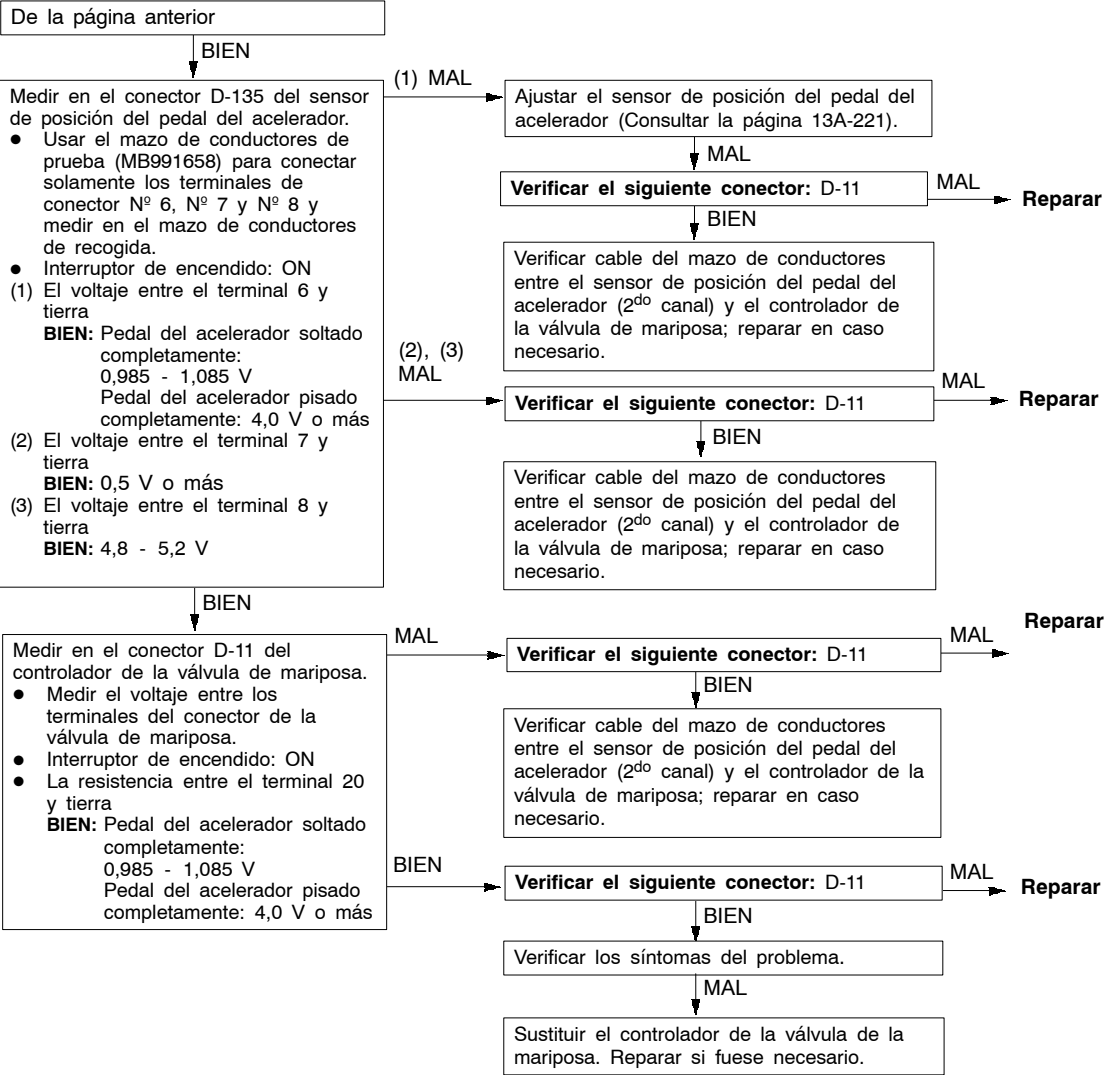 De la página anterior
BIEN
Medir en el conector D-135 del sensor
de posición del pedal del acelerador.
● Usar el mazo de conductores de
prueba (MB991658) para conectar
solamente los terminales de
conector Nº 6, Nº 7 y Nº 8 y
medir en el mazo de conductores
de recogida.
● Interruptor de encendido: ON
(1) El voltaje entre el terminal 6 y
tierra
BIEN: Pedal del acelerador soltado
completamente:
0,985 - 1,085 V
Pedal del acelerador pisado
completamente: 4,0 V o más
(2) El voltaje entre el terminal 7 y
tierra
BIEN: 0,5 V o más
(3) El voltaje entre el terminal 8 y
tierra
BIEN: 4,8 - 5,2 V
(1) MAL
Ajustar el sensor de posición del pedal del
acelerador (Consultar la página 13A-221).
MAL
Verificar el siguiente conector: D-11
MAL
Reparar
BIEN
Verificar cable del mazo de conductores
entre el sensor de posición del pedal del
acelerador (2do canal) y el controlador de
la válvula de mariposa; reparar en caso
necesario.
(2), (3)
MAL
Verificar el siguiente conector: D-11
MAL
Reparar
BIEN
Verificar cable del mazo de conductores
entre el sensor de posición del pedal del
acelerador (2do canal) y el controlador de
la válvula de mariposa; reparar en caso
necesario.
BIEN
Medir en el conector D-11 del
controlador de la válvula de mariposa.
● Medir el voltaje entre los
terminales del conector de la
válvula de mariposa.
● Interruptor de encendido: ON
● La resistencia entre el terminal 20
y tierra
BIEN: Pedal del acelerador soltado
completamente:
0,985 - 1,085 V
Pedal del acelerador pisado
completamente: 4,0 V o más
MAL
Verificar el siguiente conector: D-11
MAL
Reparar
BIEN
Verificar cable del mazo de conductores
entre el sensor de posición del pedal del
acelerador (2do canal) y el controlador de la
válvula de mariposa; reparar en caso
necesario.
BIEN
Verificar el siguiente conector: D-11
MAL
Reparar
BIEN
Verificar los síntomas del problema.
MAL
Sustituir el controlador de la válvula de la
mariposa. Reparar si fuese necesario.